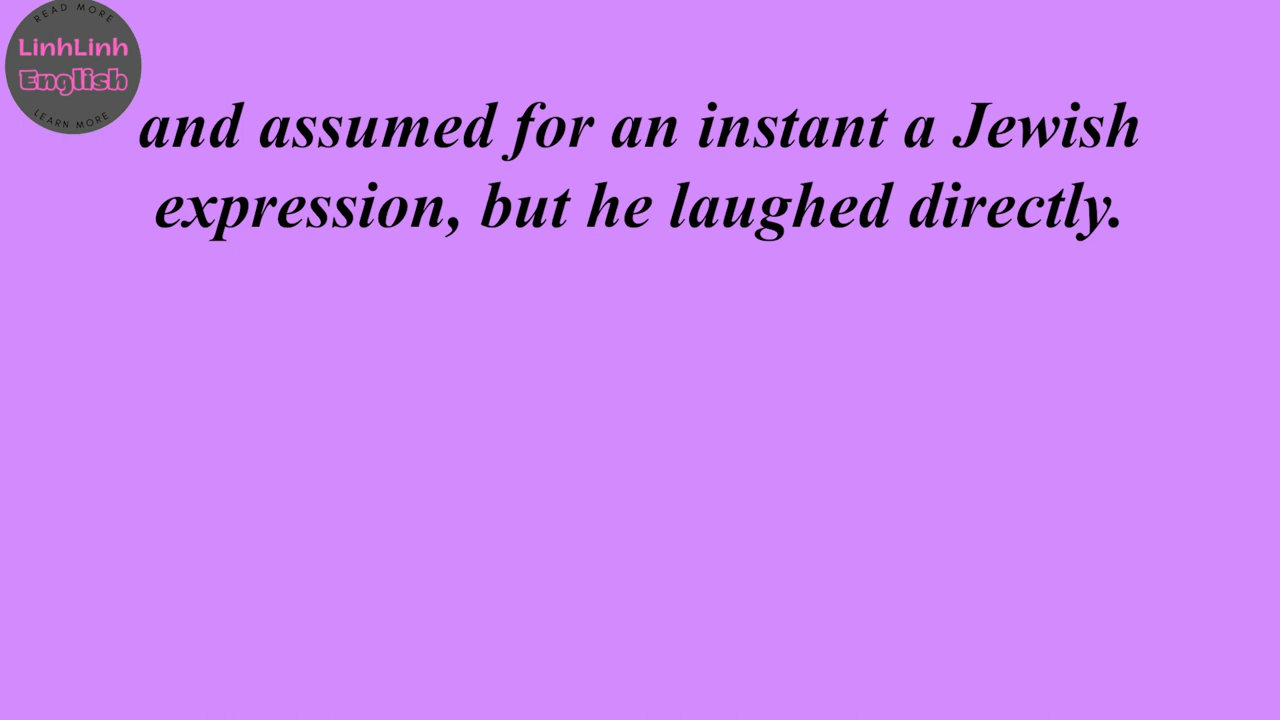 READ MORE
LinhLinh
English
LEARN MORE
and assumed for an instant a Jewish
expression, but he laughed directly.